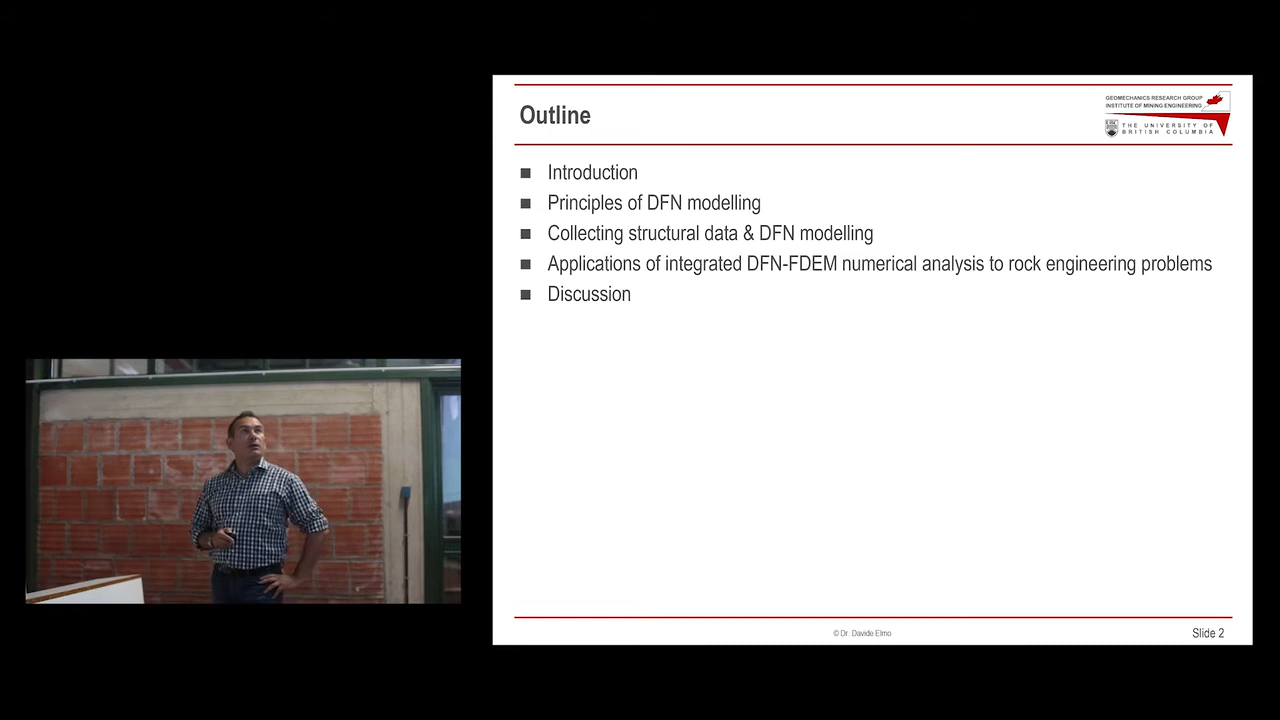 Outline
GEOMECHANICS RESEARCH GROUP
INSTITUTE OF MINING ENGINEERING
THE UNIVERSITY OF
BRITISH COLUMBIA
■ Introduction
■ Principles of DFN modelling
■ Collecting structural data & DFN modelling
■ Applications of integrated DFN-FDEM numerical analysis to rock engineering problems
■ Discussion
© Dr. Davide Elmo
Slide 2